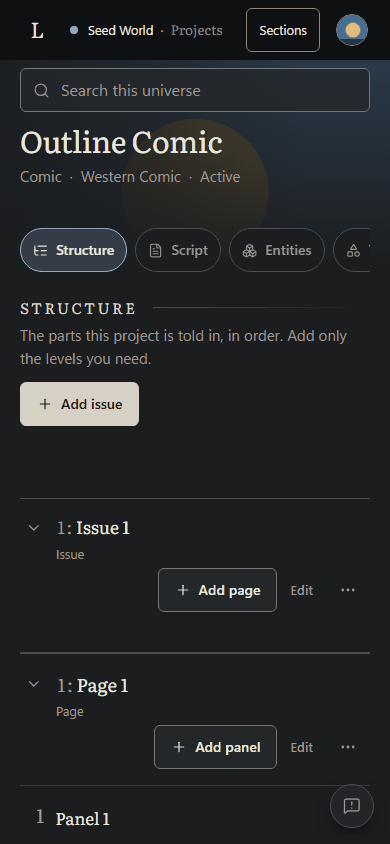 L
Seed World · Projects
Sections
Search this universe
Outline Comic
Comic · Western Comic · Active
Structure
Script
Entities
STRUCTURE
The parts this project is told in, in order. Add only
the levels you need.
Add issue
1: Issue 1
Issue
Add page
Edit
1: Page 1
Page
Add panel
Edit
1 Panel 1